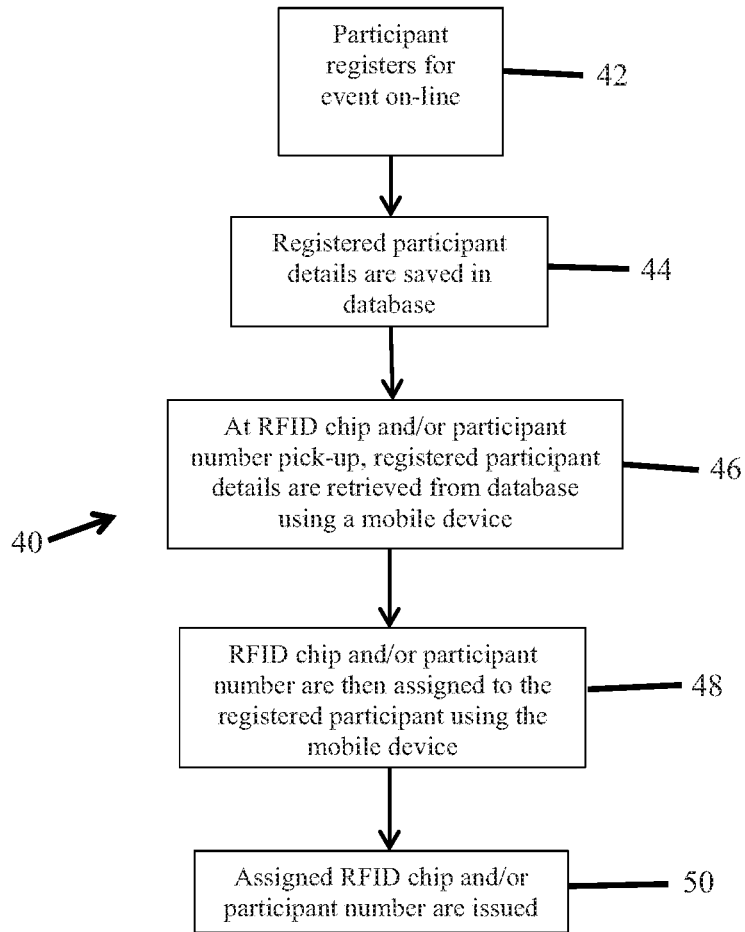 Participant
registers for
event on-line
42
Registered participant
details are saved in
database
44
At RFID chip and/or participant
number pick-up, registered participant
details are retrieved from database
using a mobile device
46
40
RFID chip and/or participant
number are then assigned to the
registered participant using the
mobile device
48
Assigned RFID chip and/or
participant number are issued
50